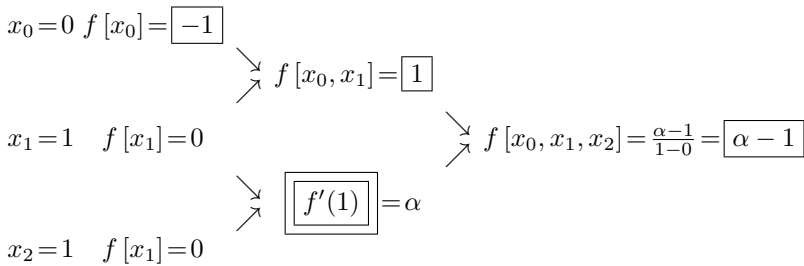 x₀=0 f[x₀]=-1
f[x₀, x₁]=1
x₁=1 f[x₁]=0
f[x₀, x₁, x₂]=\frac{α-1}{1-0}=α-1
f′(1)=α
x₂=1 f[x₁]=0